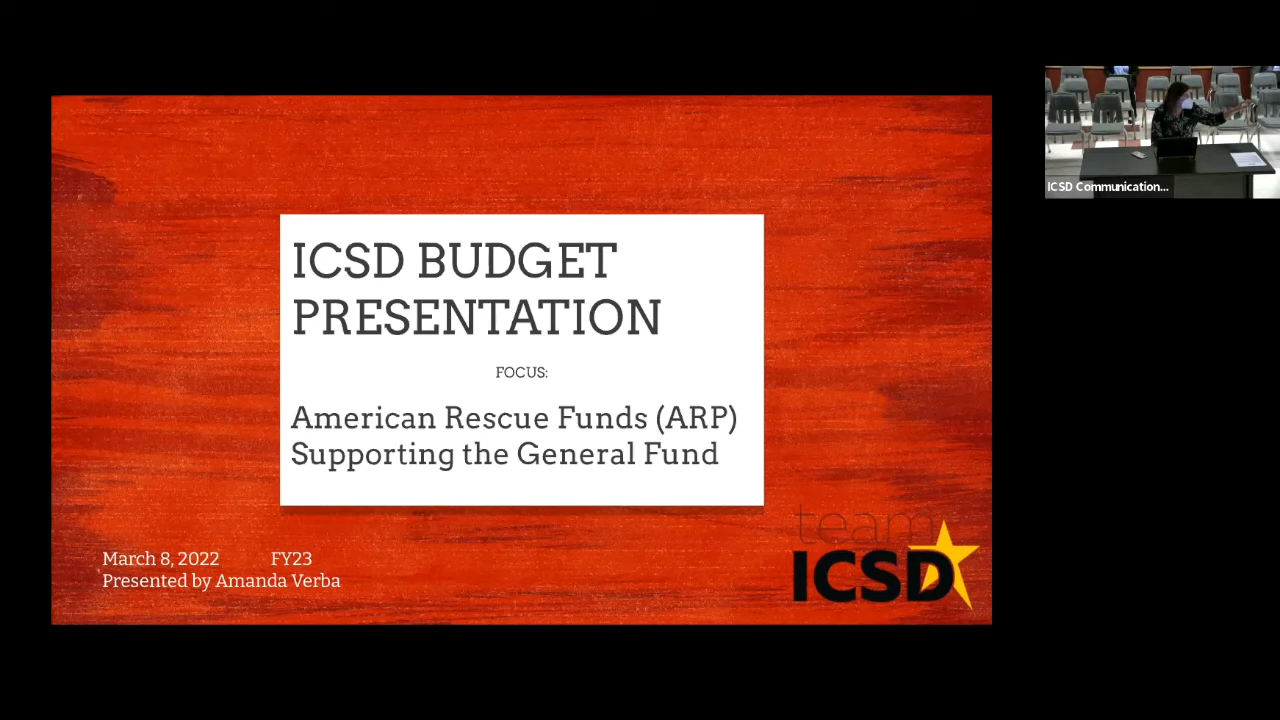 ICSD BUDGET
PRESENTATION
FOCUS:
American Rescue Funds (ARP)
Supporting the General Fund
March 8, 2022 FY23
Presented by Amanda Verba
team
ICSD
ICSD Communication...